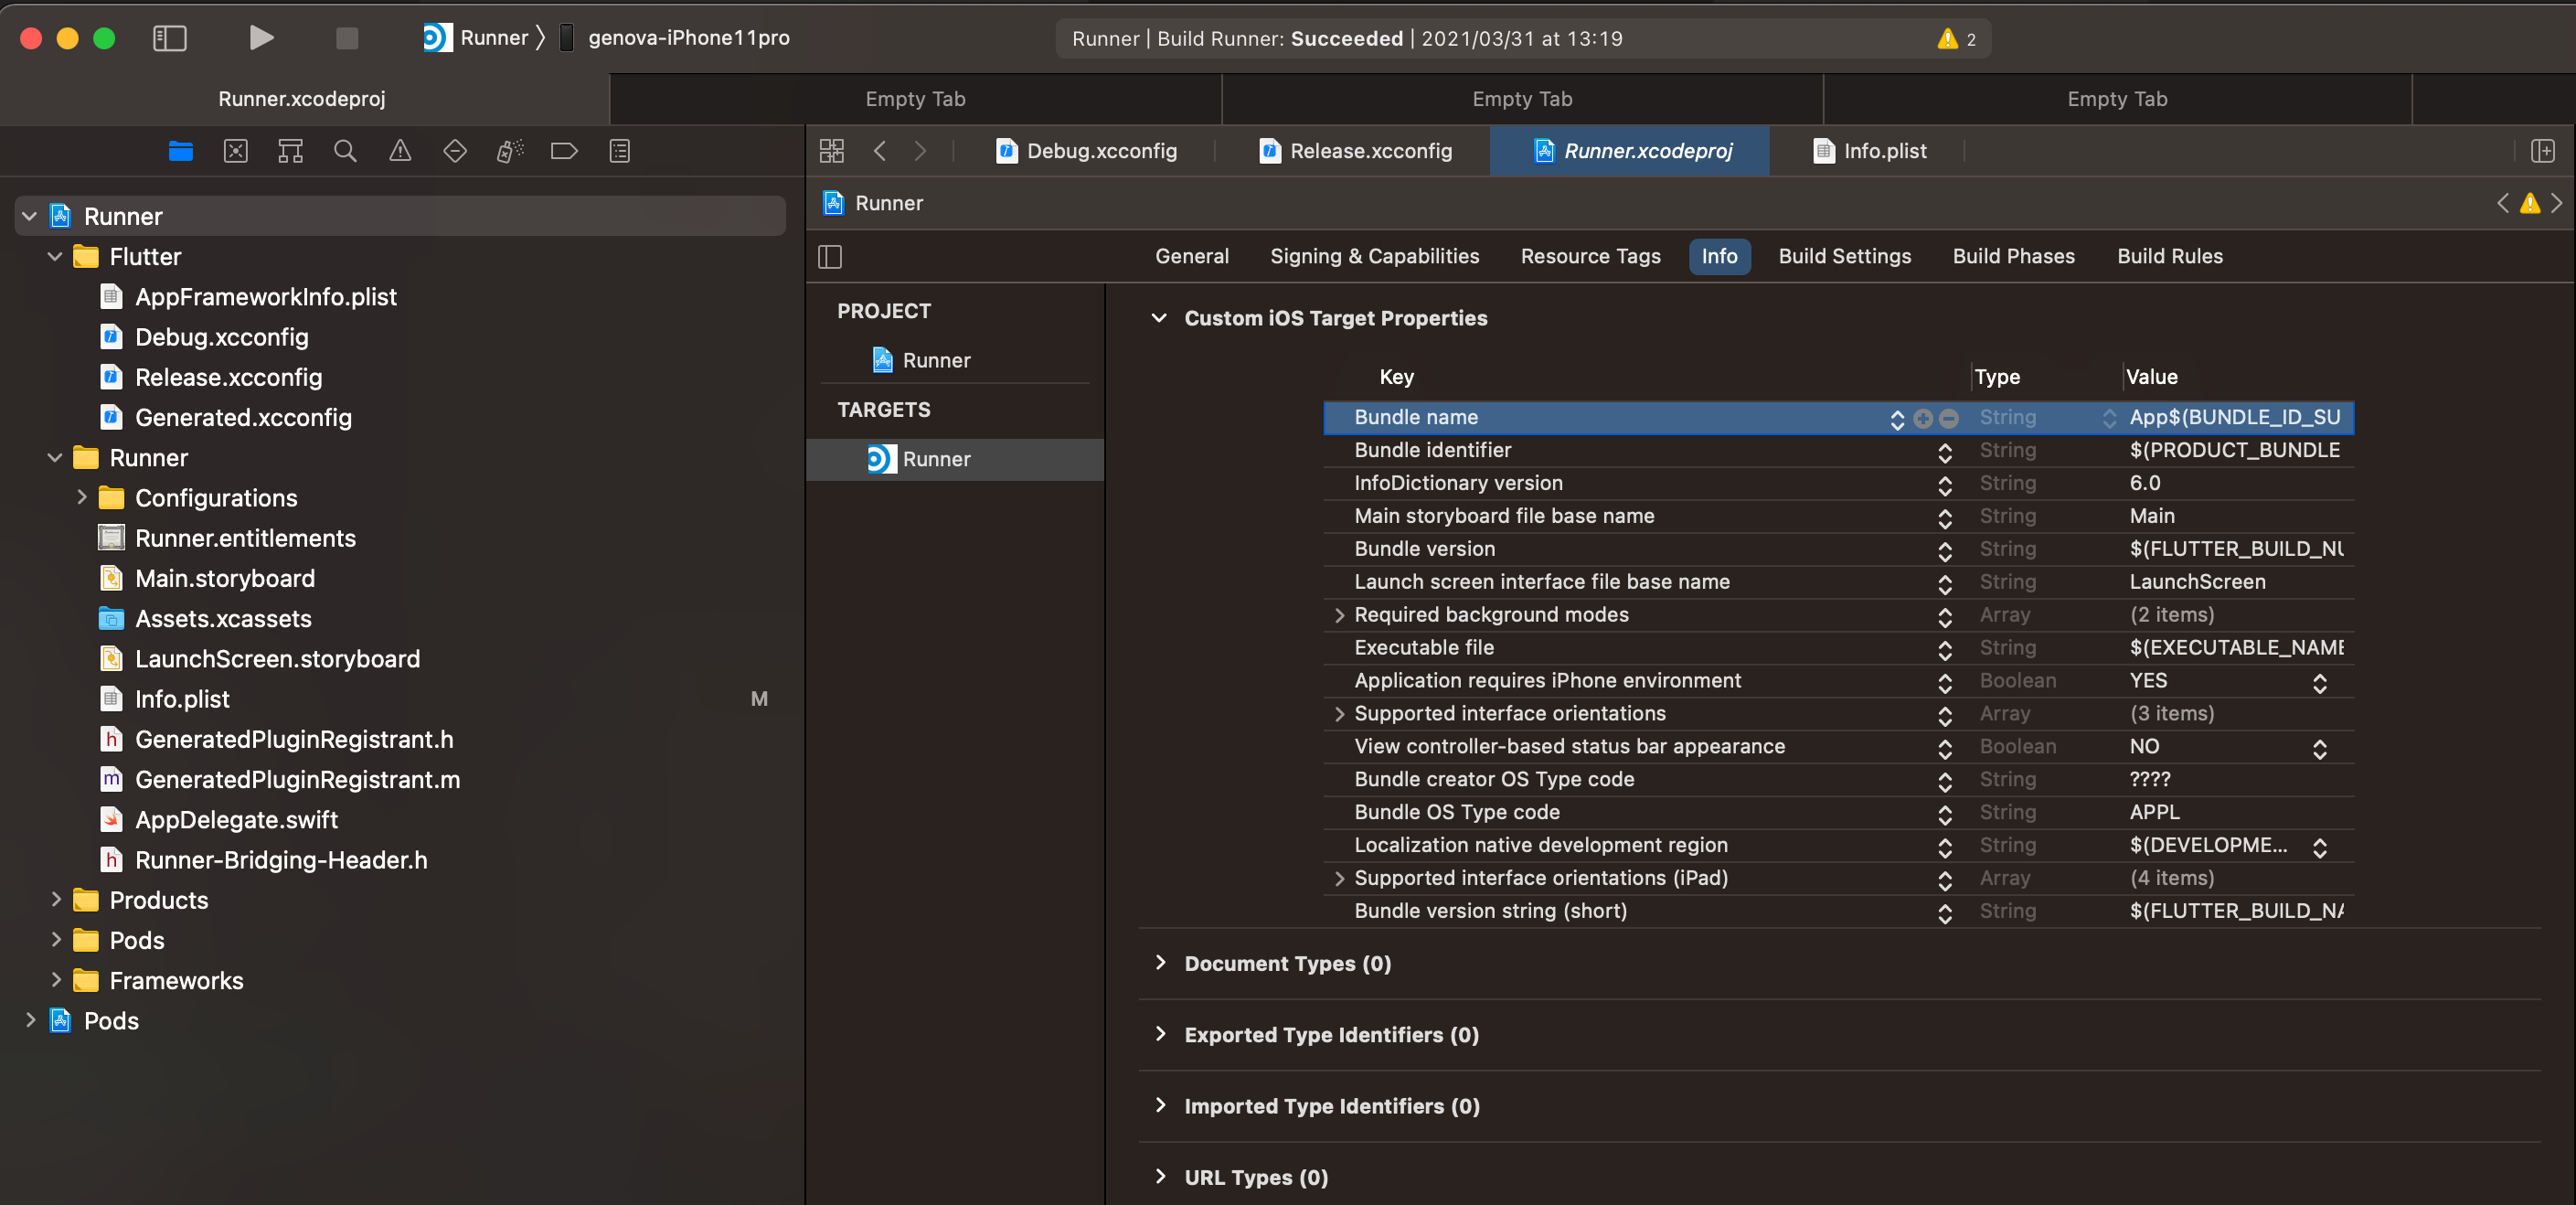 Runner 〉 genova-iPhone11pro
Runner | Build Runner: Succeeded | 2021/03/31 at 13:19
2
Runner.xcodeproj
Empty Tab
Empty Tab
Empty Tab
Debug.xcconfig
Release.xcconfig
Runner.xcodeproj
Info.plist
Runner
General
Signing & Capabilities
Resource Tags
Info
Build Settings
Build Phases
Build Rules
Runner
Flutter
AppFrameworkInfo.plist
Debug.xcconfig
Release.xcconfig
Generated.xcconfig
Runner
Configurations
Runner.entitlements
Main.storyboard
Assets.xcassets
LaunchScreen.storyboard
Info.plist M
GeneratedPluginRegistrant.h
GeneratedPluginRegistrant.m
AppDelegate.swift
Runner-Bridging-Header.h
Products
Pods
Frameworks
Pods
PROJECT
Runner
TARGETS
Runner
Custom iOS Target Properties
Key Type Value
Bundle name String App$(BUNDLE_ID_SU
Bundle identifier String $(PRODUCT_BUNDLE
InfoDictionary version String 6.0
Main storyboard file base name String Main
Bundle version String $(FLUTTER_BUILD_NU
Launch screen interface file base name String LaunchScreen
Required background modes Array (2 items)
Executable file String $(EXECUTABLE_NAME
Application requires iPhone environment Boolean YES
Supported interface orientations Array (3 items)
View controller-based status bar appearance Boolean NO
Bundle creator OS Type code String ????
Bundle OS Type code String APPL
Localization native development region String $(DEVELOPME...
Supported interface orientations (iPad) Array (4 items)
Bundle version string (short) String $(FLUTTER_BUILD_NA
Document Types (0)
Exported Type Identifiers (0)
Imported Type Identifiers (0)
URL Types (0)